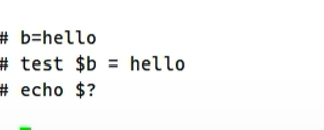 # b=hello
# test $b = hello
# echo $?